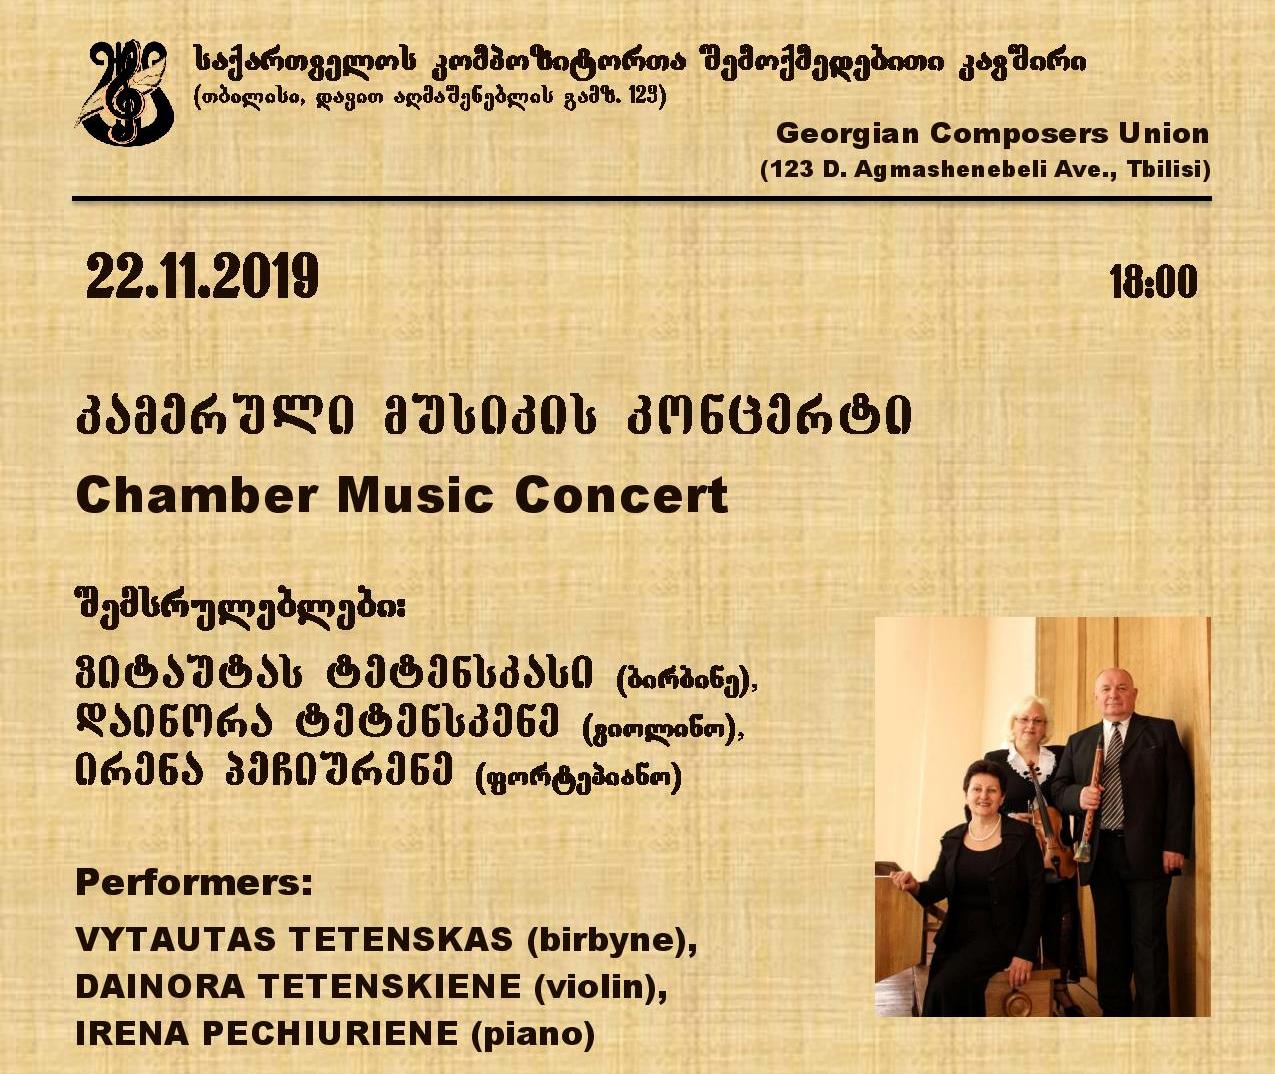 საქართველოს კომპოზიტორთა შემოქმედებითი კავშირი
(თბილისი, დავით აღმაშენებლის გამზ. 123)
Georgian Composers Union
(123 D. Agmashenebeli Ave., Tbilisi)
22.11.2019
18:00
კამერული მუსიკის კონცერტი
Chamber Music Concert
შემსრულებლები:
ვიტაუტას ტეტენსკასი (ბირბინე),
დაინორა ტეტენსკენე (ვიოლინო),
ირენა პეჩიურენე (ფორტეპიანო)
Performers:
VYTAUTAS TETENSKAS (birbyne),
DAINORA TETENSKIENE (violin),
IRENA PECHIURIENE (piano)